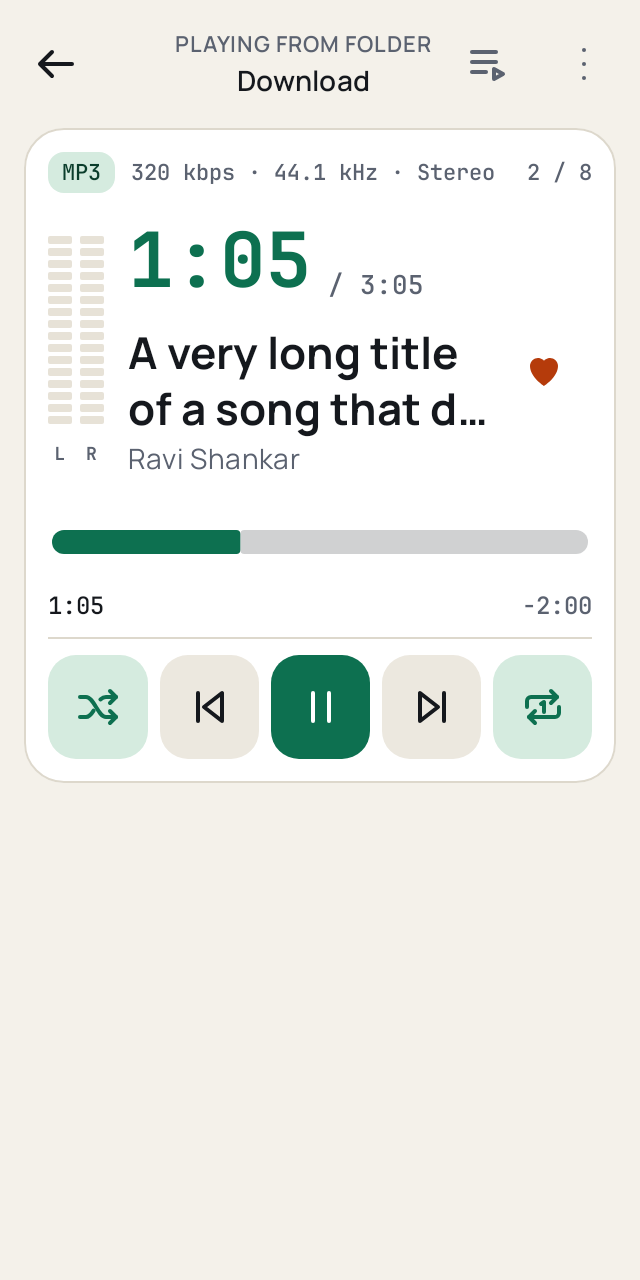 PLAYING FROM FOLDER
Download
MP3 320 kbps · 44.1 kHz · Stereo 2 / 8
1:05 / 3:05
A very long title
of a song that d…
L R Ravi Shankar
1:05 -2:00
1